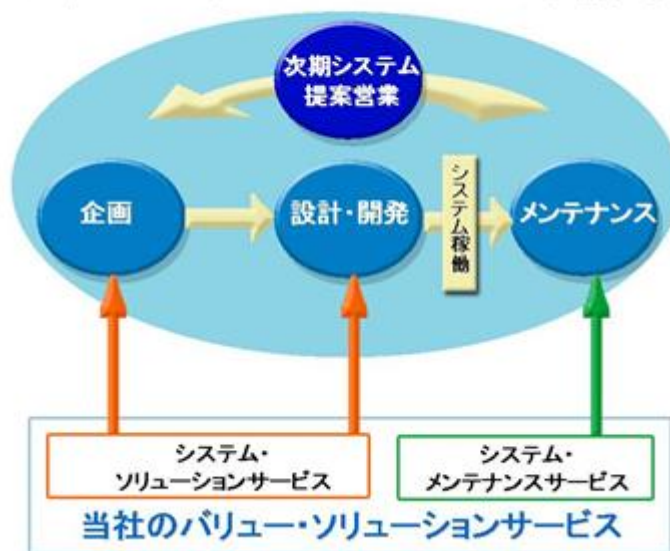 次期システム
提案営業
企画
設計・開発
システム稼働
メンテナンス
システム・
ソリューションサービス
システム・
メンテナンスサービス
当社のバリュー・ソリューションサービス